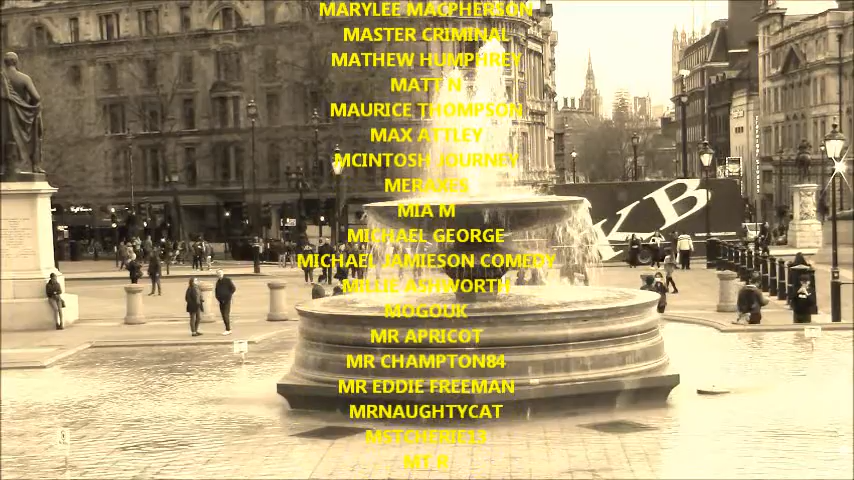 MARYLEE MACPHERSON
MASTER CRIMINAL
MATHEW HUMPHREY
MATT N
MAURICE THOMPSON
MAX ATTLEY
MCINTOSH JOURNEY
MERAXES
MIA M
MICHAEL GEORGE
MICHAEL JAMIESON COMEDY
MILLIE ASHWORTH
MOGOUK
MR APRICOT
MR CHAMPTON84
MR EDDIE FREEMAN
MRNAUGHTYCAT
MSTCHERIE13
MT R